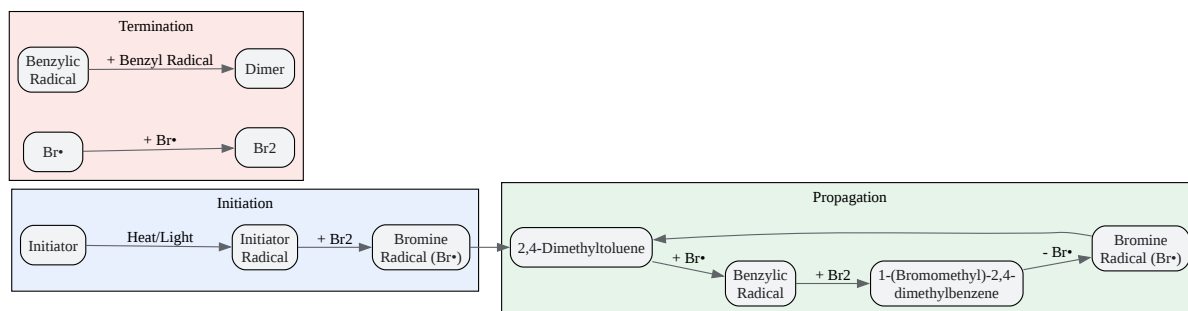 Termination
Benzylic
Radical
+ Benzyl Radical
Dimer
Br•
+ Br•
Br2
Initiation
Initiator
Heat/Light
Initiator
Radical
+ Br2
Bromine
Radical (Br•)
Propagation
2,4-Dimethyltoluene
+ Br•
Benzylic
Radical
+ Br2
1-(Bromomethyl)-2,4-
dimethylbenzene
- Br•
Bromine
Radical (Br•)